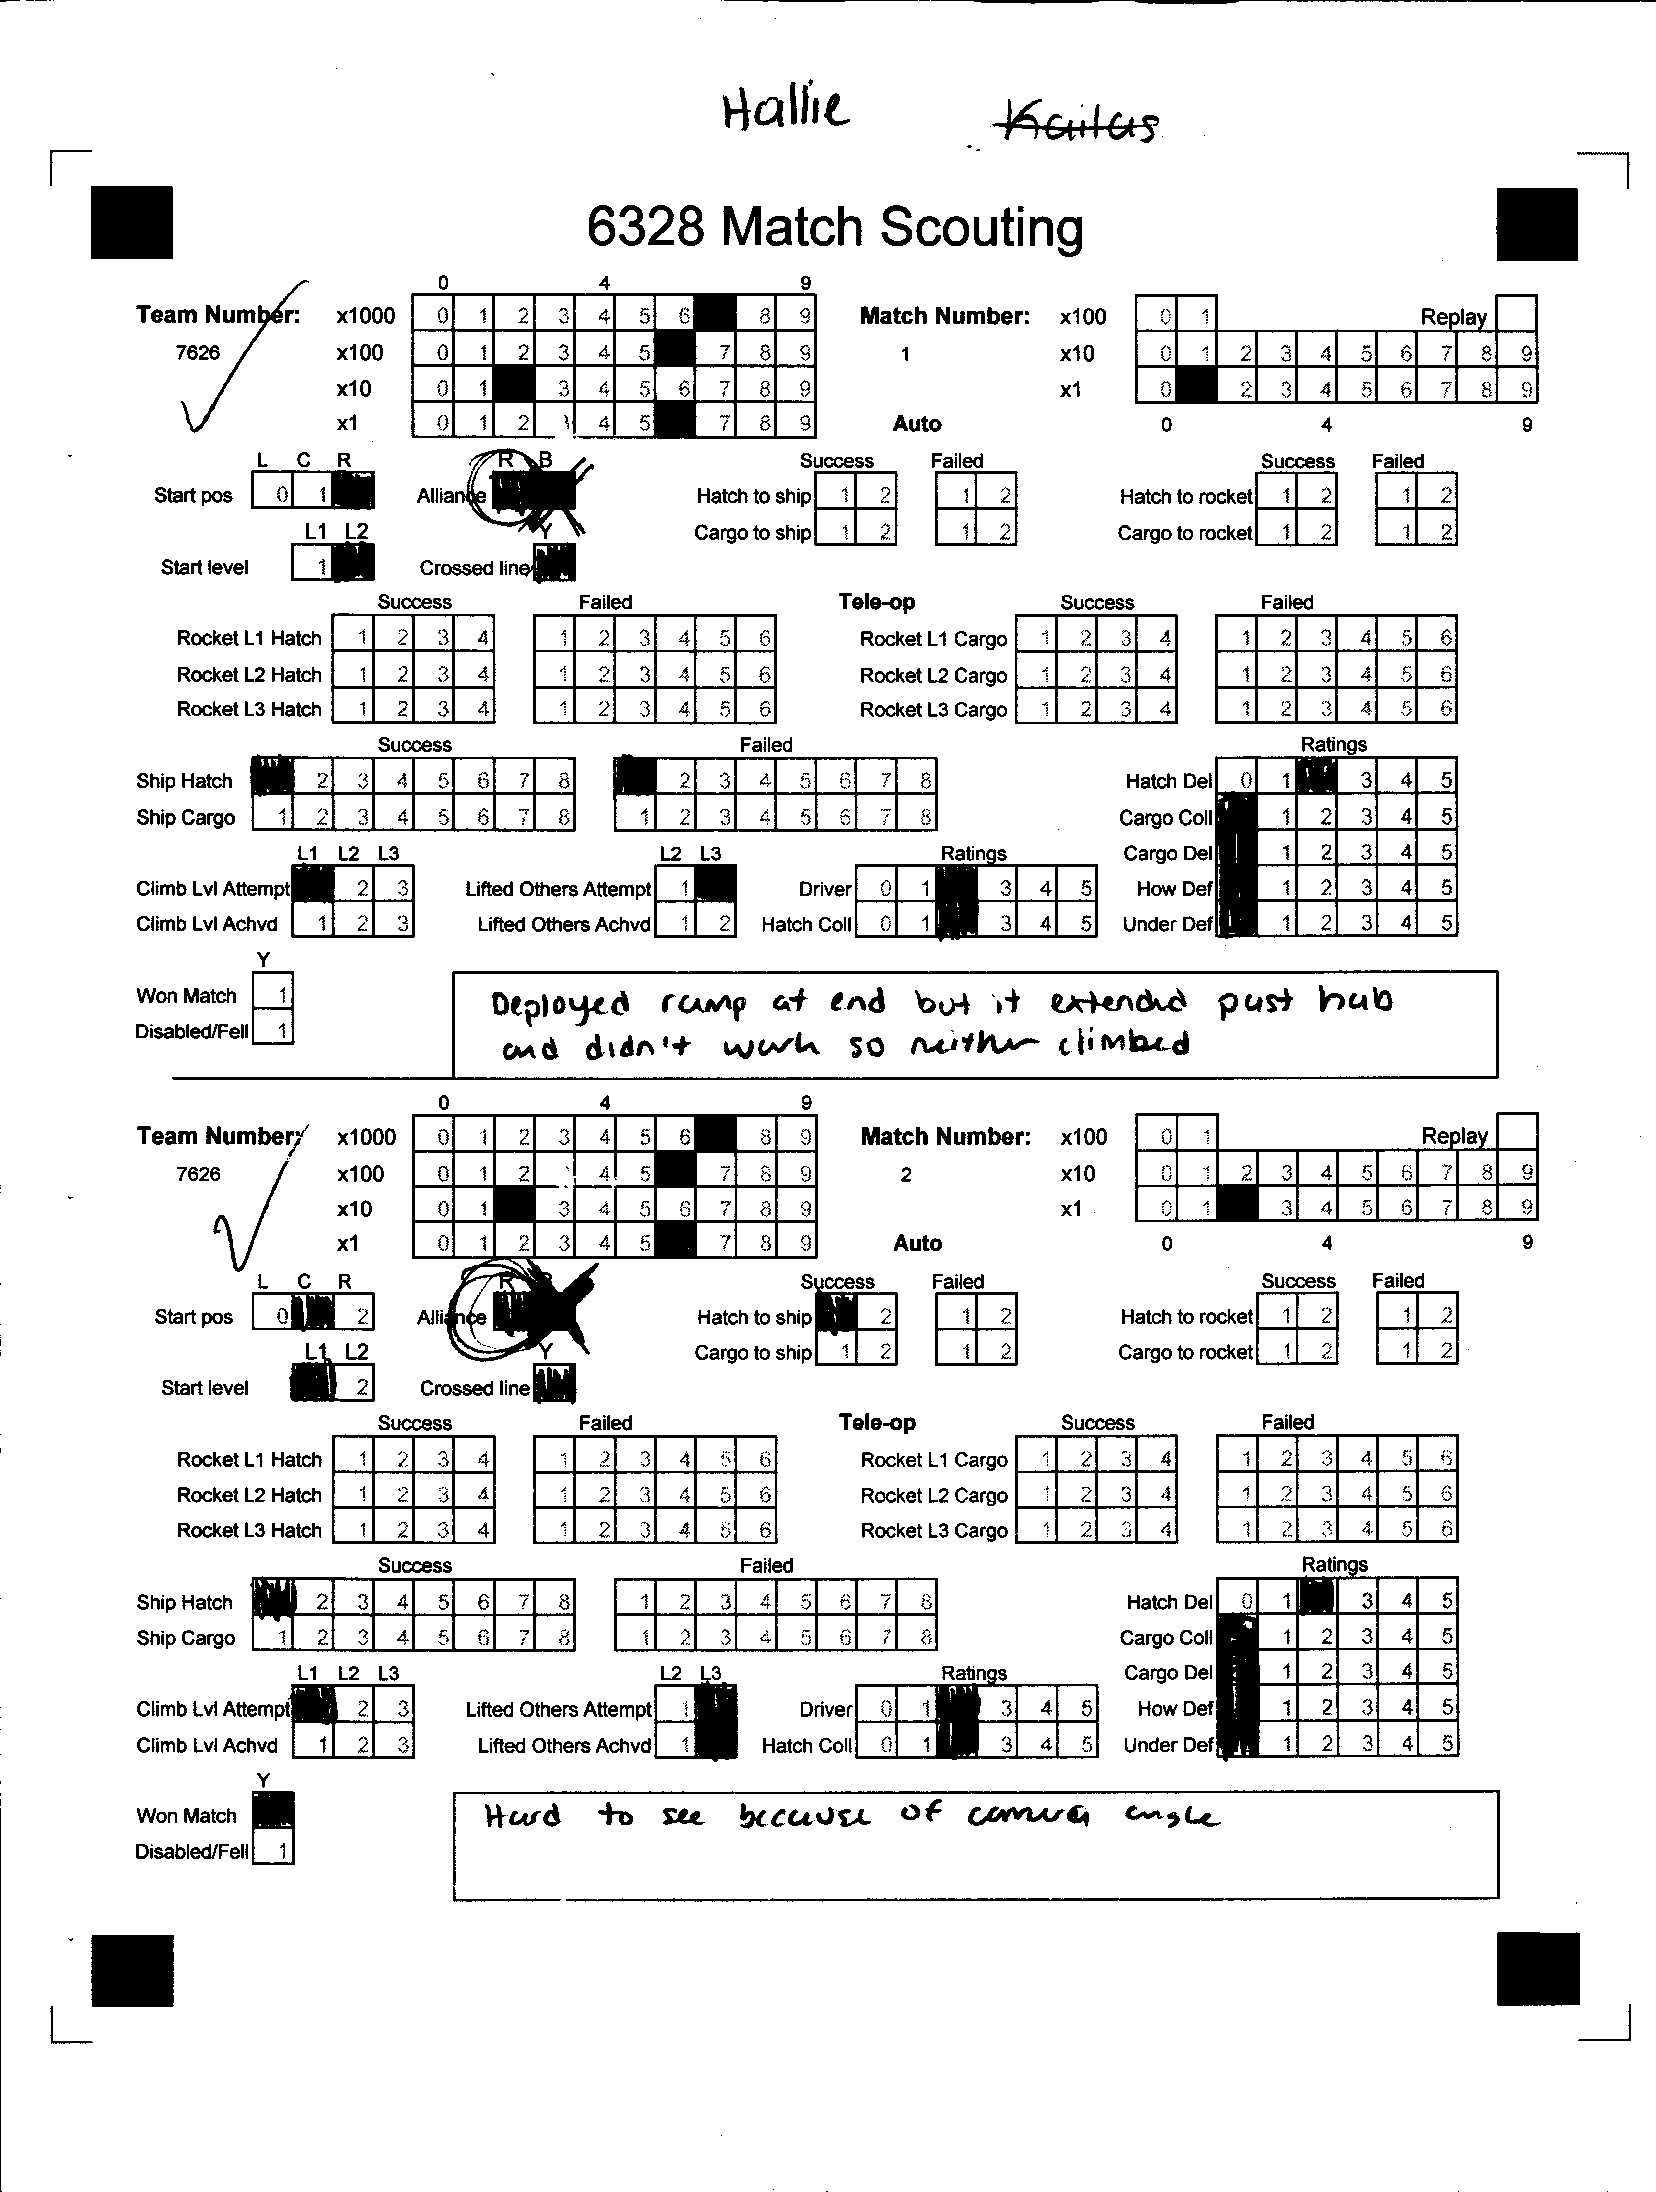 Hallie Kailas
6328 Match Scouting
0 4 9
Team Number: x1000 0 1 2 3 4 5 6 8 9 Match Number: x100 0 1 Replay
7626 x100 0 1 2 3 4 5 7 8 9 1 x10 0 1 2 3 4 5 6 7 8 9
x10 0 1 3 4 5 6 7 8 9 x1 0 2 3 4 5 6 7 8 9
x1 0 1 2 4 5 7 8 9 Auto 0 4 9
L C R R B Success Failed Success Failed
Start pos 0 1 Alliance Hatch to ship 1 2 1 2 Hatch to rocket 1 2 1 2
L1 L2 Y Cargo to ship 1 2 1 2 Cargo to rocket 1 2 1 2
Start level 1 Crossed line
Success Failed Tele-op Success Failed
Rocket L1 Hatch 1 2 3 4 1 2 3 4 5 6 Rocket L1 Cargo 1 2 3 4 1 2 3 4 5 6
Rocket L2 Hatch 1 2 3 4 1 2 3 4 5 6 Rocket L2 Cargo 1 2 3 4 1 2 3 4 5 6
Rocket L3 Hatch 1 2 3 4 1 2 3 4 5 6 Rocket L3 Cargo 1 2 3 4 1 2 3 4 5 6
Success Failed Ratings
Ship Hatch 2 3 4 5 6 7 8 2 3 4 5 6 7 8 Hatch Del 0 1 3 4 5
Ship Cargo 1 2 3 4 5 6 7 8 1 2 3 4 5 6 7 8 Cargo Coll 1 2 3 4 5
L1 L2 L3 L2 L3 Ratings Cargo Del 1 2 3 4 5
Climb Lvl Attempt 2 3 Lifted Others Attempt 1 Driver 0 1 3 4 5 How Def 1 2 3 4 5
Climb Lvl Achvd 1 2 3 Lifted Others Achvd 1 2 Hatch Coll 0 1 3 4 5 Under Def 1 2 3 4 5
Y
Won Match 1 Deployed ramp at end but it extended past hab
Disabled/Fell 1 and didn't work so neither climbed
0 4 9
Team Number: x1000 0 1 2 3 4 5 6 8 9 Match Number: x100 0 1 Replay
7626 x100 0 1 2 4 5 7 8 9 2 x10 0 1 2 3 4 5 6 7 8 9
x10 0 1 3 4 5 6 7 8 9 x1 0 1 3 4 5 6 7 8 9
x1 0 1 2 3 4 5 7 8 9 Auto 0 4 9
L C R R Success Failed Success Failed
Start pos 0 2 Alliance Hatch to ship 2 1 2 Hatch to rocket 1 2 1 2
L1 L2 Y Cargo to ship 1 2 1 2 Cargo to rocket 1 2 1 2
Start level 2 Crossed line
Success Failed Tele-op Success Failed
Rocket L1 Hatch 1 2 3 4 1 2 3 4 5 6 Rocket L1 Cargo 1 2 3 4 1 2 3 4 5 6
Rocket L2 Hatch 1 2 3 4 1 2 3 4 5 6 Rocket L2 Cargo 1 2 3 4 1 2 3 4 5 6
Rocket L3 Hatch 1 2 3 4 1 2 3 4 5 6 Rocket L3 Cargo 1 2 3 4 1 2 3 4 5 6
Success Failed Ratings
Ship Hatch 2 3 4 5 6 7 8 1 2 3 4 5 6 7 8 Hatch Del 0 1 3 4 5
Ship Cargo 1 2 3 4 5 6 7 8 1 2 3 4 5 6 7 8 Cargo Coll 1 2 3 4 5
L1 L2 L3 L2 L3 Ratings Cargo Del 1 2 3 4 5
Climb Lvl Attempt 2 3 Lifted Others Attempt 1 Driver 0 1 3 4 5 How Def 1 2 3 4 5
Climb Lvl Achvd 1 2 3 Lifted Others Achvd 1 Hatch Coll 0 1 3 4 5 Under Def 1 2 3 4 5
Y
Won Match Hard to see because of camera angle
Disabled/Fell 1